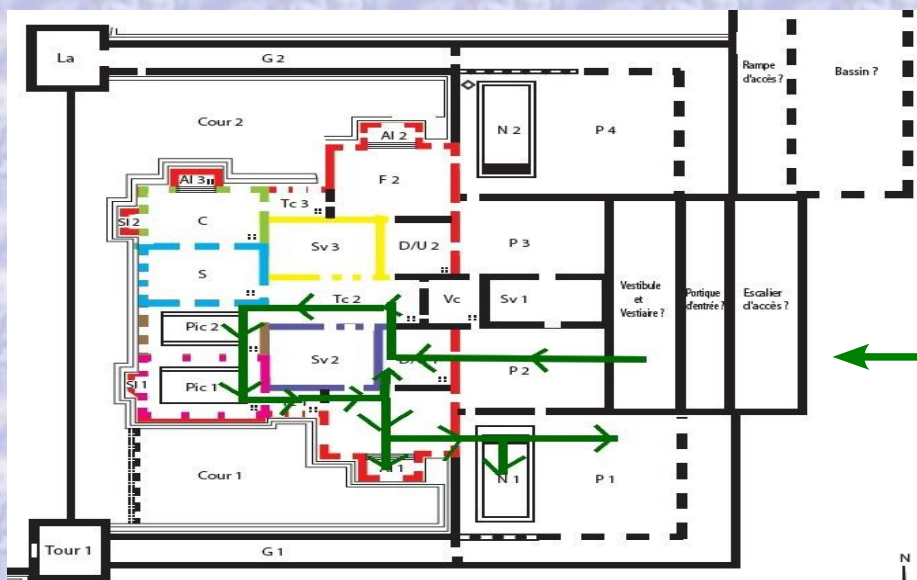 La
G 2
Cour 2
Al 2
N 2
P 4
Rampe
d'accès ?
Bassin ?
Al 3
F 2
Tc 3
Sl 2
C
Sv 3
D/U 2
P 3
S
Tc 2
Vc
Sv 1
Vestibule
et
Vestiaire ?
Portique
d'entrée ?
Escalier
d'accès ?
Pic 2
Sv 2
P 2
Sl 1
Pic 1
Al 1
Cour 1
N 1
P 1
Tour 1
G 1
N